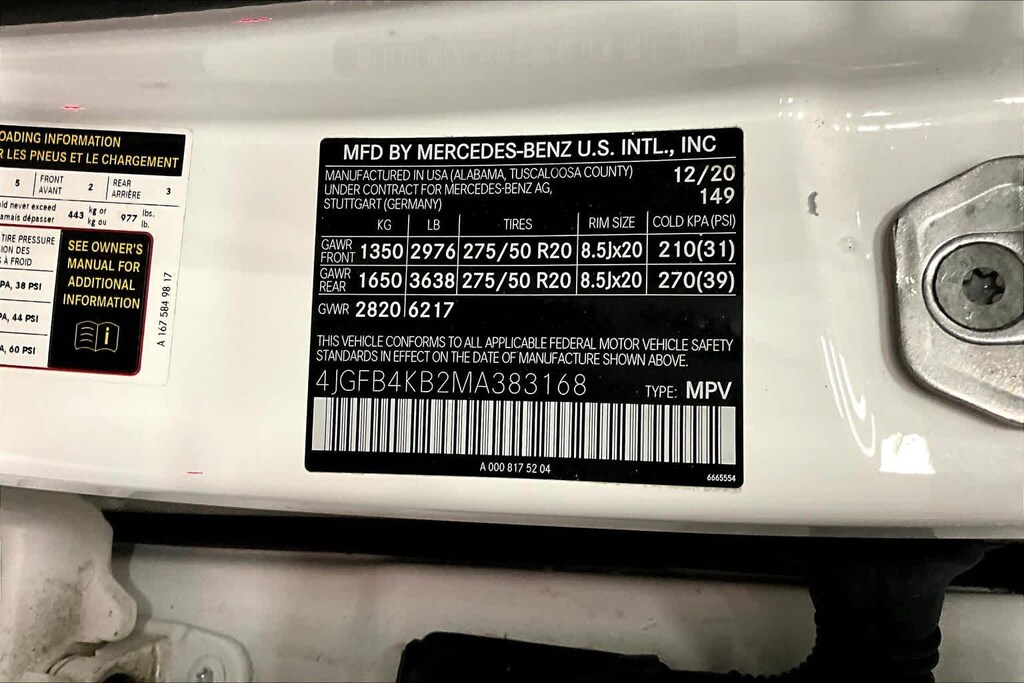 OADING INFORMATION
R LES PNEUS ET LE CHARGEMENT
5 FRONT AVANT 2 REAR ARRIÈRE 3
ld never exceed
amais dépasser 443 kg or kg ou 977 lbs. lb.
TIRE PRESSURE
SION DES
S À FROID
PA, 38 PSI
PA, 44 PSI
A, 60 PSI
SEE OWNER'S
MANUAL FOR
ADDITIONAL
INFORMATION
A 167 584 98 17
MFD BY MERCEDES-BENZ U.S. INTL., INC
MANUFACTURED IN USA (ALABAMA, TUSCALOOSA COUNTY) 12/20
UNDER CONTRACT FOR MERCEDES-BENZ AG, 149
STUTTGART (GERMANY)
KG LB TIRES RIM SIZE COLD KPA (PSI)
GAWR FRONT 1350 2976 275/50 R20 8.5Jx20 210(31)
GAWR REAR 1650 3638 275/50 R20 8.5Jx20 270(39)
GVWR 2820 6217
THIS VEHICLE CONFORMS TO ALL APPLICABLE FEDERAL MOTOR VEHICLE SAFETY
STANDARDS IN EFFECT ON THE DATE OF MANUFACTURE SHOWN ABOVE.
4JGFB4KB2MA383168 TYPE: MPV
A 000 817 52 04
6665554